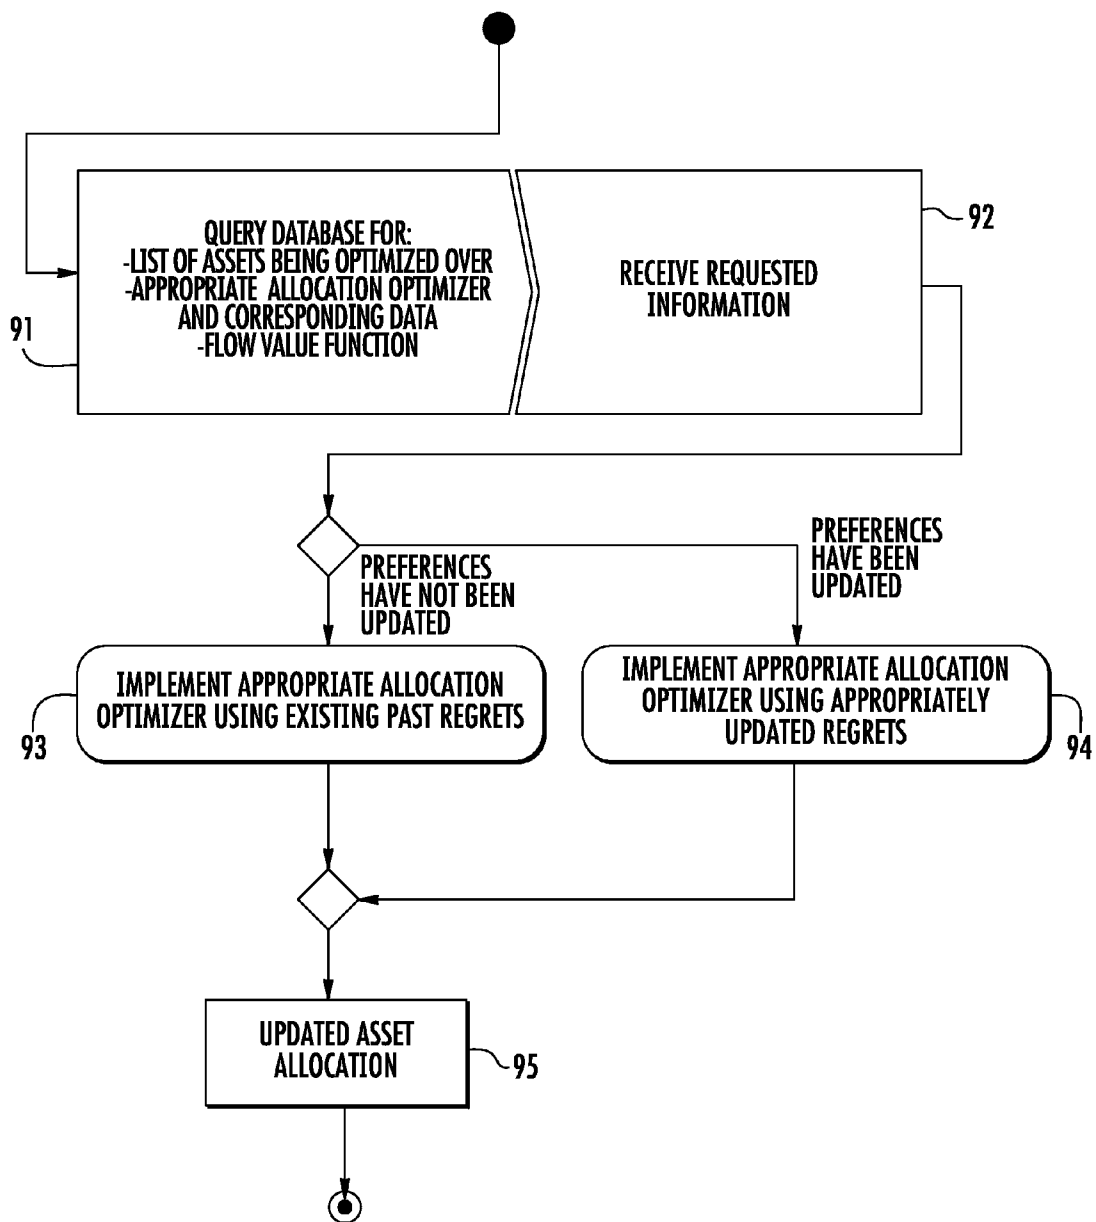 QUERY DATABASE FOR:
-LIST OF ASSETS BEING OPTIMIZED OVER
-APPROPRIATE ALLOCATION OPTIMIZER
AND CORRESPONDING DATA
-FLOW VALUE FUNCTION
91
RECEIVE REQUESTED
INFORMATION
92
PREFERENCES
HAVE NOT BEEN
UPDATED
PREFERENCES
HAVE BEEN
UPDATED
IMPLEMENT APPROPRIATE ALLOCATION
OPTIMIZER USING EXISTING PAST REGRETS
93
IMPLEMENT APPROPRIATE ALLOCATION
OPTIMIZER USING APPROPRIATELY
UPDATED REGRETS
94
UPDATED ASSET
ALLOCATION
95